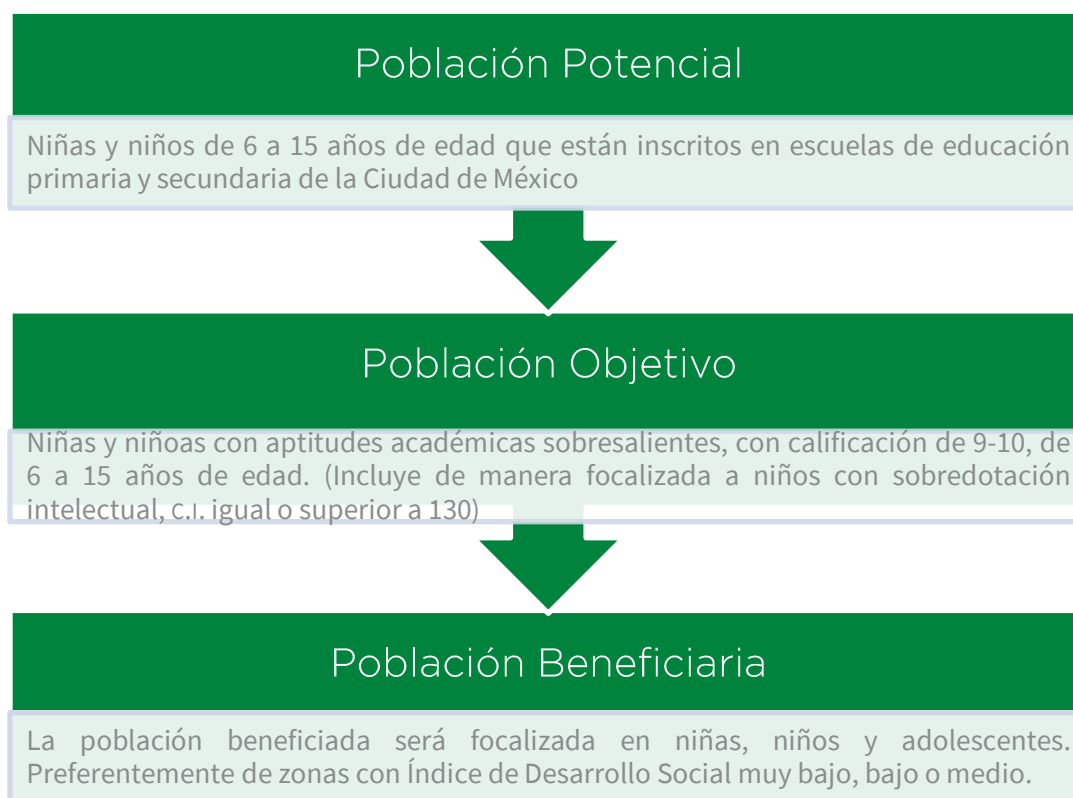 Población Potencial
Niñas y niños de 6 a 15 años de edad que están inscritos en escuelas de educación
primaria y secundaria de la Ciudad de México
Población Objetivo
Niñas y niñoas con aptitudes académicas sobresalientes, con calificación de 9-10, de
6 a 15 años de edad. (Incluye de manera focalizada a niños con sobredotación
intelectual, C.I. igual o superior a 130)
Población Beneficiaria
La población beneficiada será focalizada en niñas, niños y adolescentes.
Preferentemente de zonas con Índice de Desarrollo Social muy bajo, bajo o medio.